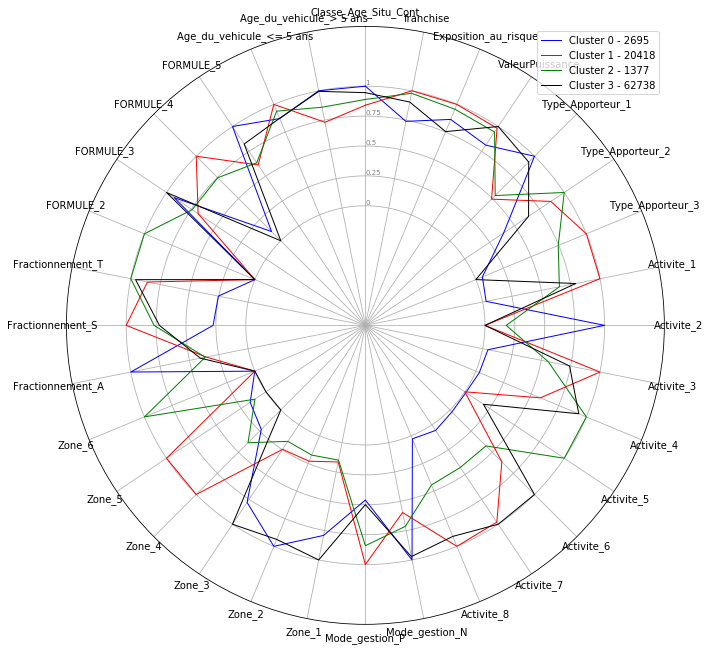 Classe_Age_Situ_Cont
Age_du_vehicule_> 5 ans
franchise
Age_du_vehicule_<= 5 ans
Exposition_au_risque
Cluster 0 - 2695
Cluster 1 - 20418
Cluster 2 - 1377
Cluster 3 - 62738
FORMULE_5
ValeurPuissance
FORMULE_4
Type_Apporteur_1
FORMULE_3
Type_Apporteur_2
FORMULE_2
Type_Apporteur_3
Fractionnement_T
Activite_1
Fractionnement_S
Activite_2
Fractionnement_A
Activite_3
Zone_6
Activite_4
Zone_5
Activite_5
Zone_4
Activite_6
Zone_3
Activite_7
Zone_2
Activite_8
Zone_1
Mode_gestion_N
Mode_gestion_P
1
0.75
0.5
0.25
0